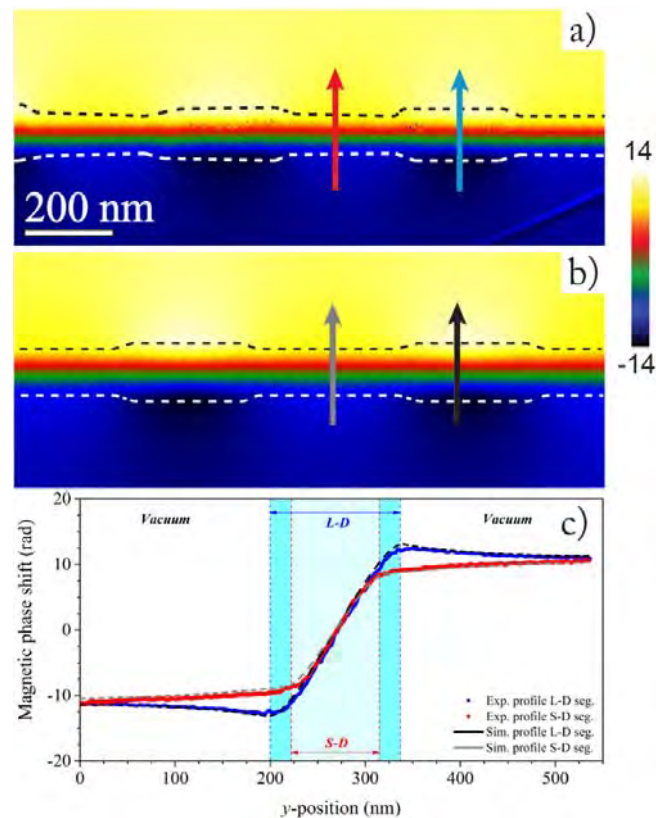 a)
14
200 nm
b)
-14
20
Vacuum
Vacuum
c)
L-D
10
Magnetic phase shift (rad)
0
-10
Exp. profile L-D seg.
Exp. profile S-D seg.
Sim. profile L-D seg.
S-D
Sim. profile S-D seg.
-20
0 100 200 300 400 500
y-position (nm)